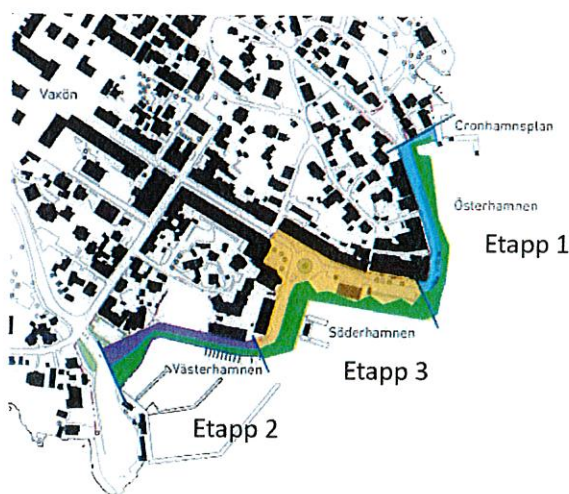 Vaxön
Cronhamnsplan
Österhamnen
Etapp 1
Söderhamnen
Västerhamnen
Etapp 3
Etapp 2